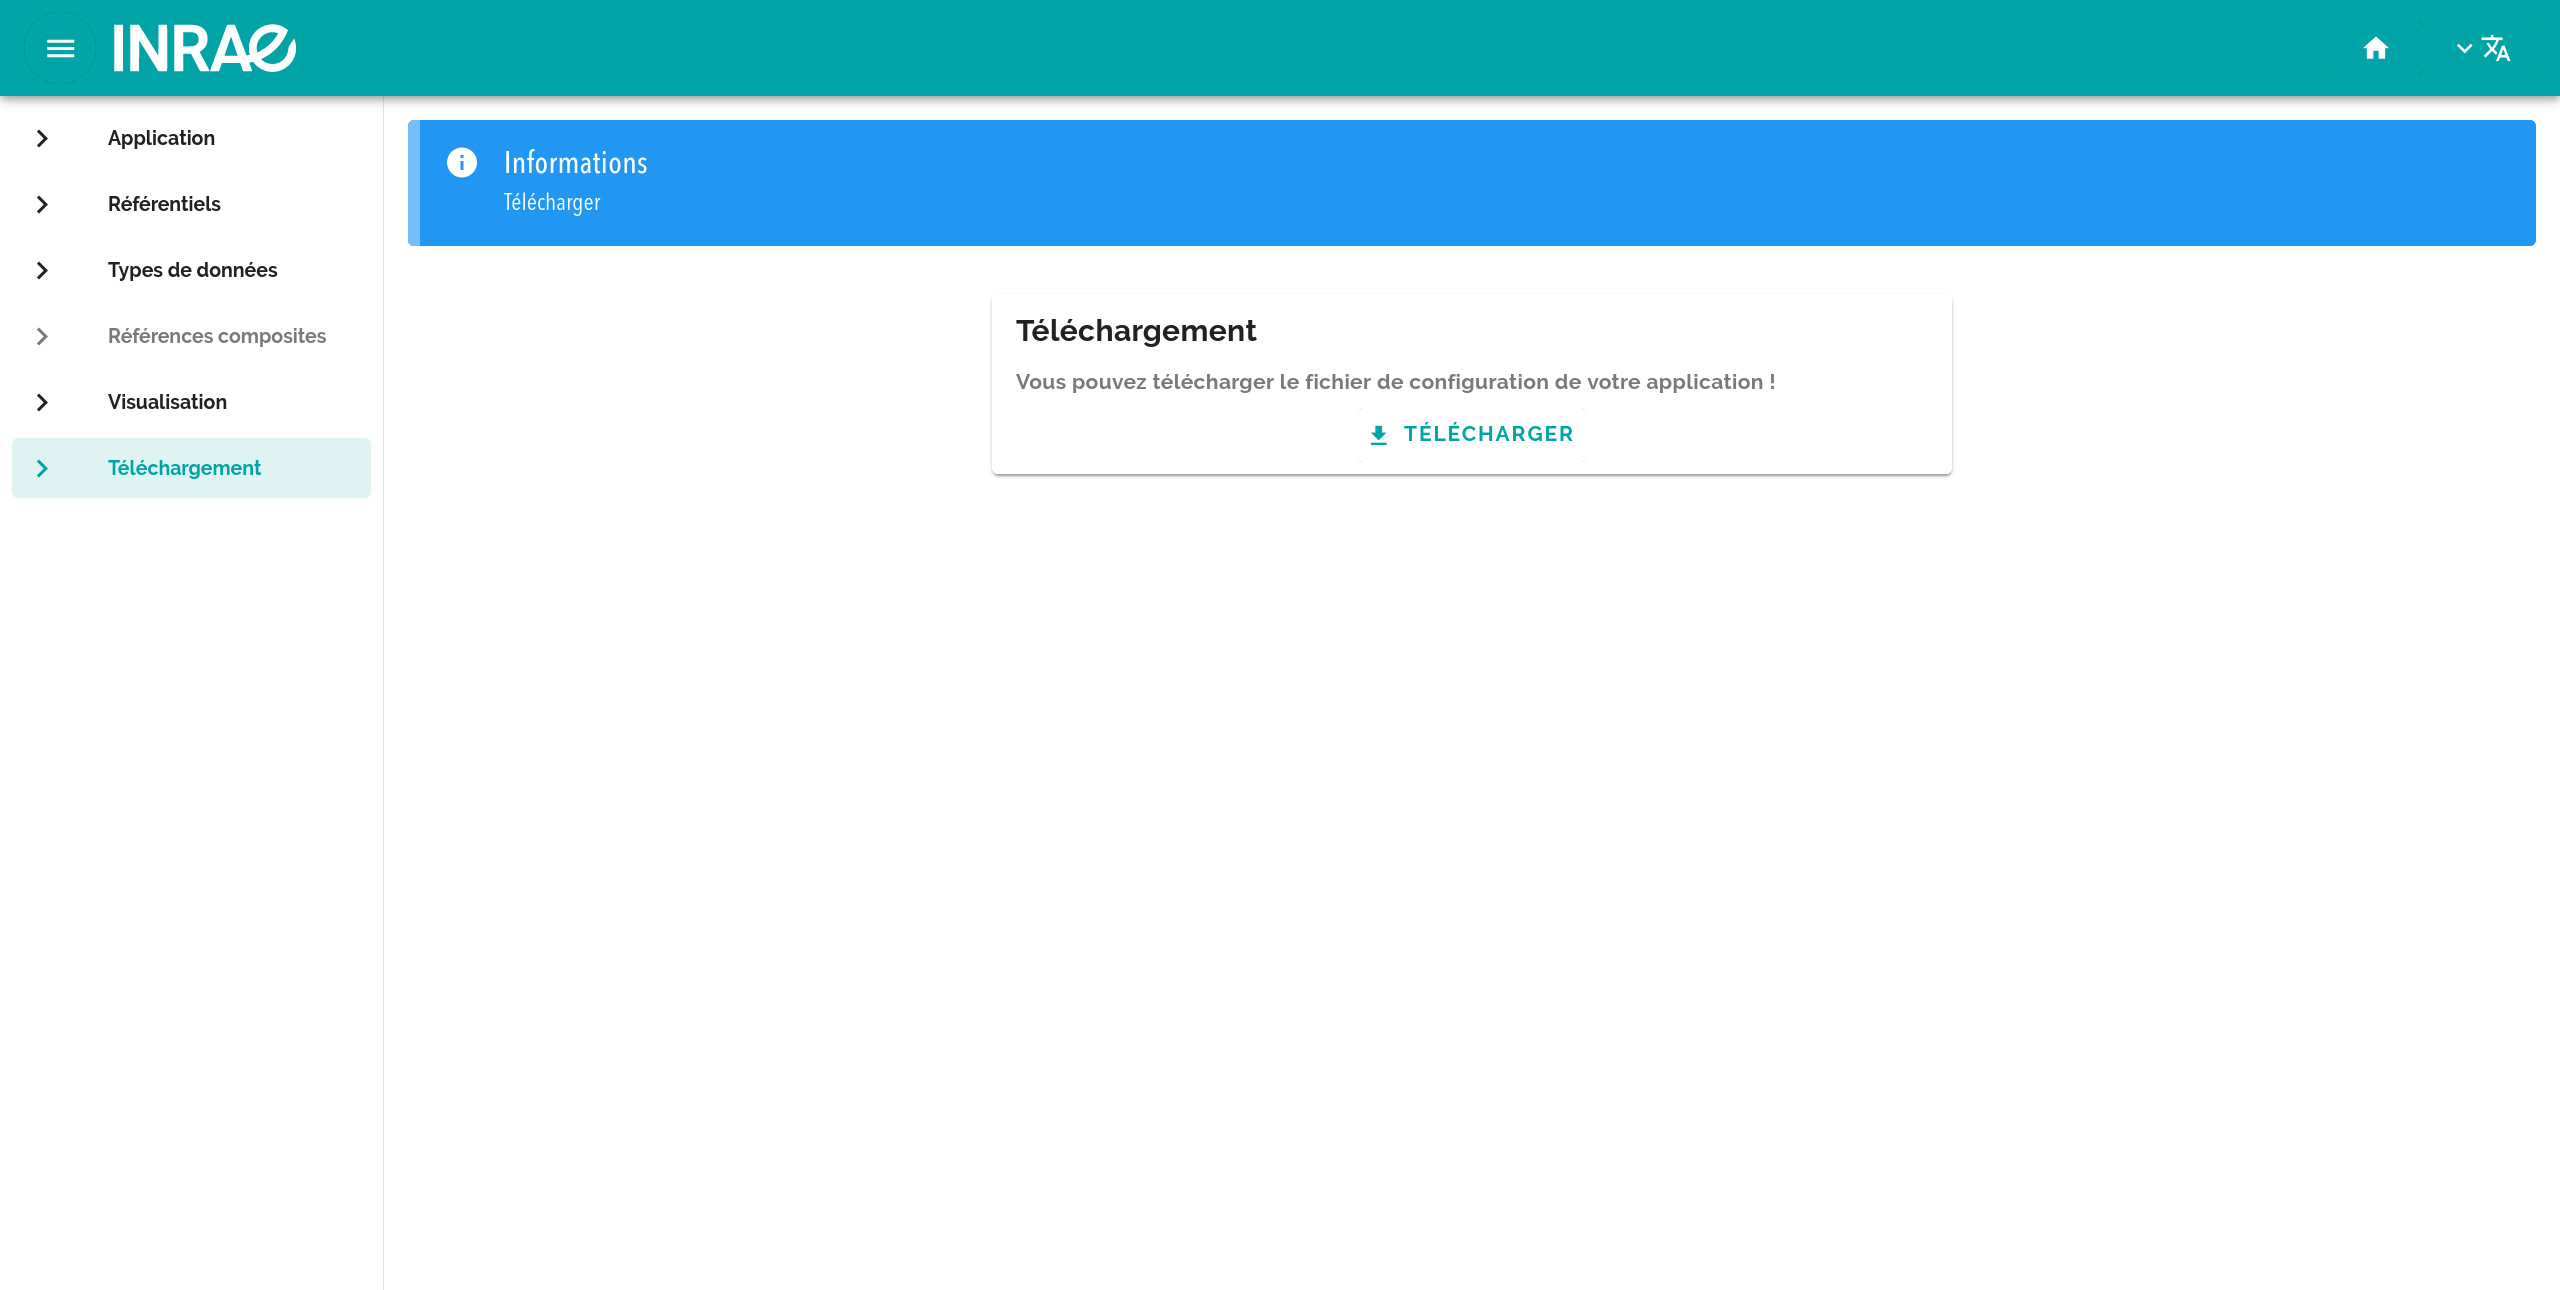 INRAE
Application
Référentiels
Types de données
Références composites
Visualisation
Téléchargement
Informations
Télécharger
Téléchargement
Vous pouvez télécharger le fichier de configuration de votre application !
TÉLÉCHARGER